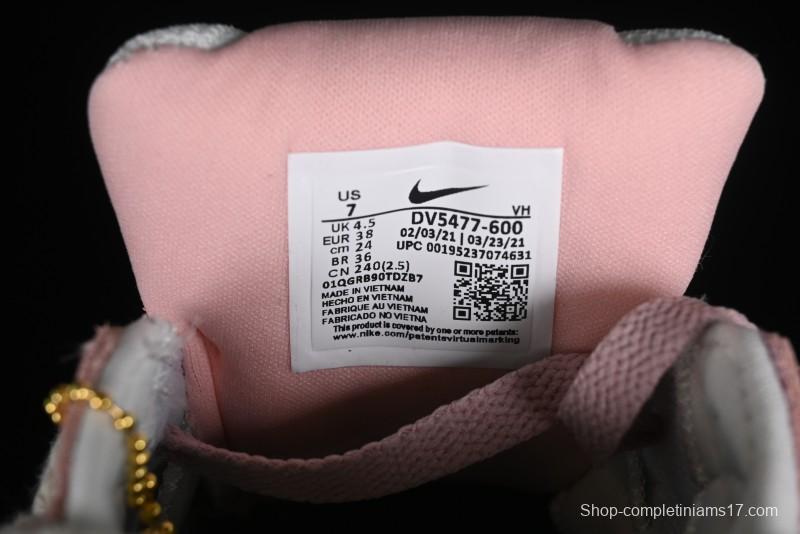 US
7
VH
UK 4.5
EUR 38
cm 24
BR 36
CN 240(2.5)
DV5477-600
02/03/21 | 03/23/21
UPC 00195237074631
01QGRB90TDZB7
MADE IN VIETNAM
HECHO EN VIETNAM
FABRIQUE AU VIETNAM
FABRICADO NO VIETNA
This product is covered by one or more patents:
www.nike.com/patentsvirtualmarking
Shop-completiniams17.com